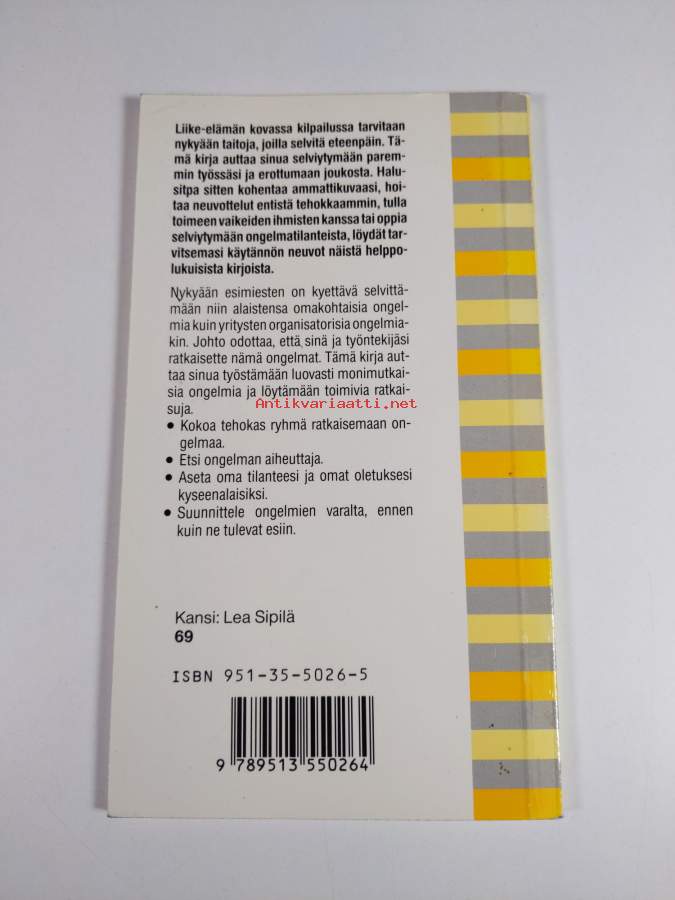 Liike-elämän kovassa kilpailussa tarvitaan
nykyään taitoja, joilla selvitä eteenpäin. Tä-
mä kirja auttaa sinua selviytymään parem-
min työssäsi ja erottumaan joukosta. Halu-
sitpa sitten kohentaa ammattikuvaasi, hoi-
taa neuvottelut entistä tehokkaammin, tulla
toimeen vaikeiden ihmisten kanssa tai oppia
selviytymään ongelmatilanteista, löydät tar-
vitsemasi käytännön neuvot näistä helppo-
lukuisista kirjoista.
Nykyään esimiesten on kyettävä selvittä-
mään niin alaistensa omakohtaisia ongel-
mia kuin yritysten organisatorisia ongelmia-
kin. Johto odottaa, että sinä ja työntekijäsi
ratkaisette nämä ongelmat. Tämä kirja aut-
taa sinua työstämään luovasti monimutkai-
sia ongelmia ja löytämään toimivia ratkai-
suja.
Antikvariaatti.net
• Kokoa tehokas ryhmä ratkaisemaan on-
gelmaa.
• Etsi ongelman aiheuttaja.
• Aseta oma tilanteesi ja omat oletuksesi
kyseenalaisiksi.
• Suunnittele ongelmien varalta, ennen
kuin ne tulevat esiin.
Kansi: Lea Sipilä
69
ISBN 951-35-5026-5
9 789513 550264